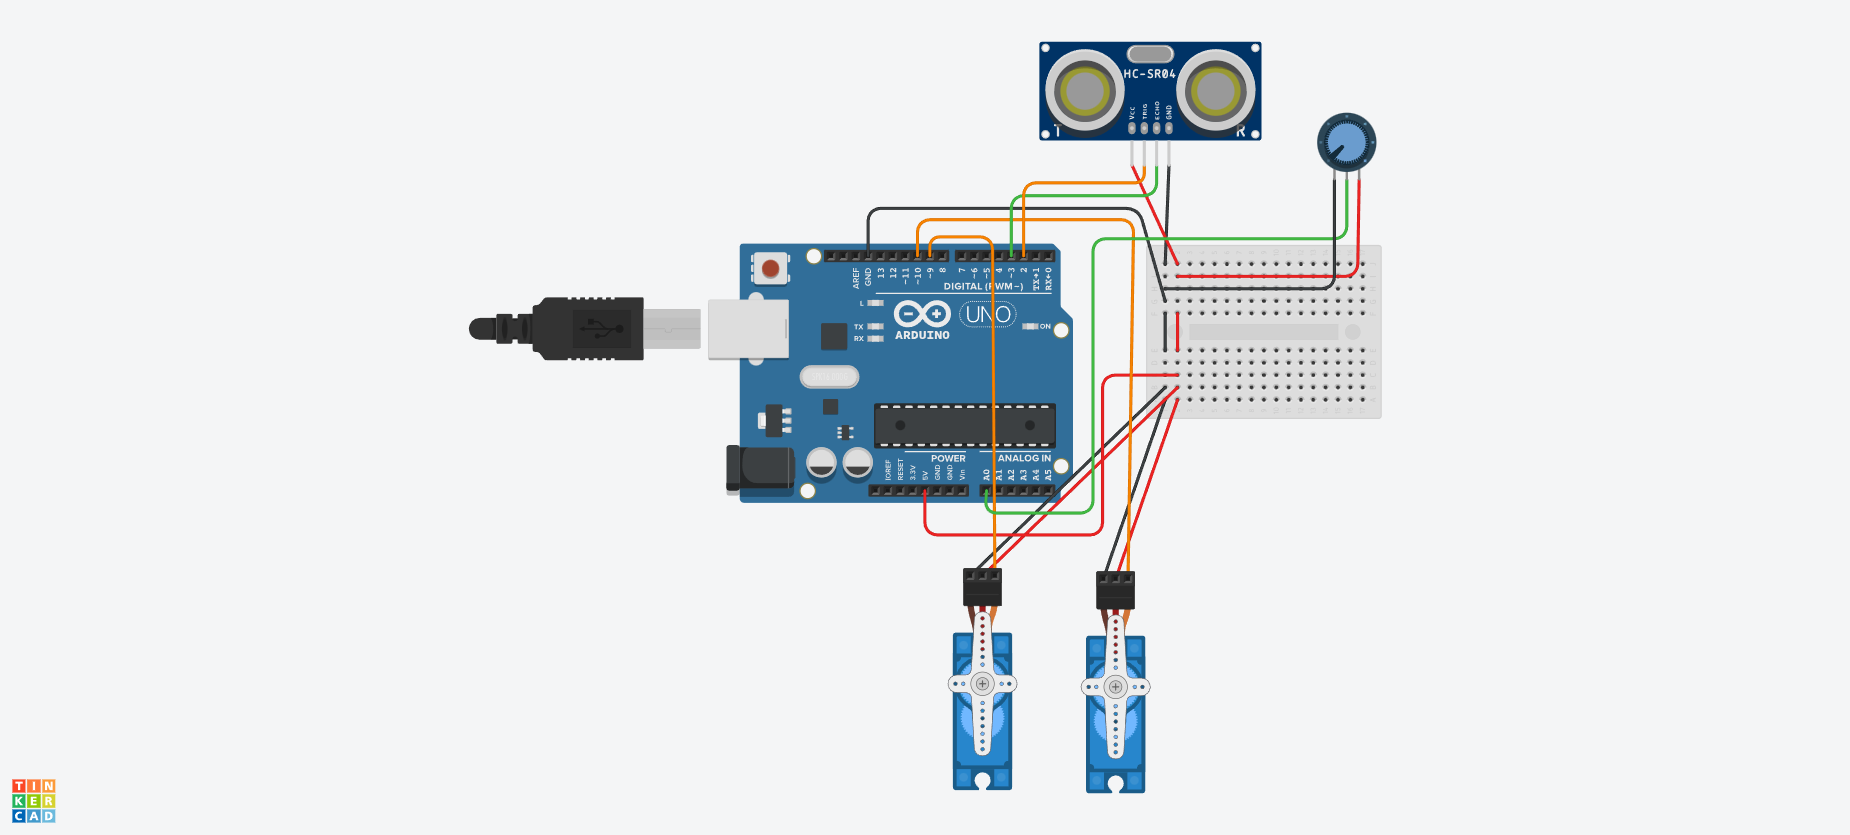 HC-SR04
VCC
TRIG
ECHO
GND
T
R
AREF
GND
13
12
~11
~10
~9
8
7
~6
~5
4
~3
2
TX→1
RX←0
DIGITAL (PWM~)
L
TX
RX
ARDUINO
UNO
ON
POWER
ANALOG IN
IOREF
RESET
3.3V
5V
GND
GND
Vin
A0
A1
A2
A3
A4
A5
TIN
KER
CAD